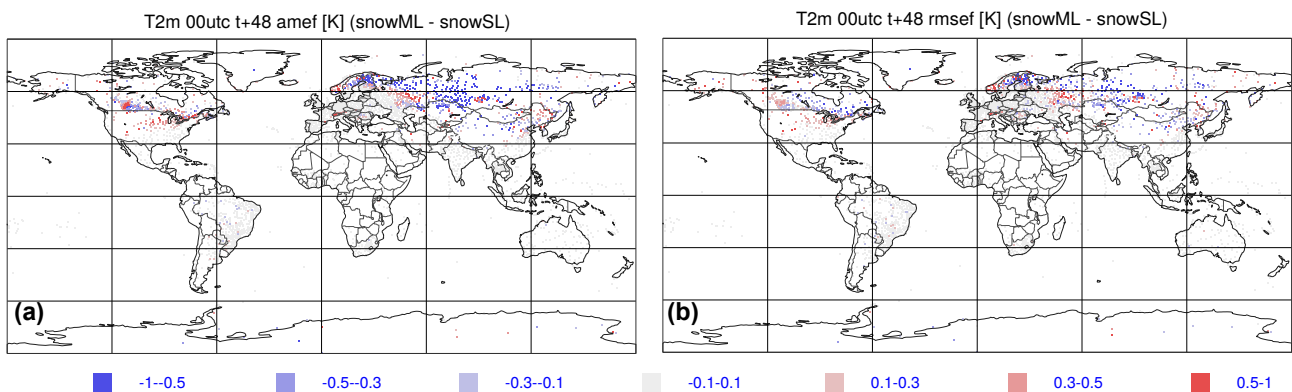 T2m 00utc t+48 amef [K] (snowML - snowSL)
T2m 00utc t+48 rmsef [K] (snowML - snowSL)
(a)
(b)
-1--0.5 -0.5--0.3 -0.3--0.1 -0.1-0.1 0.1-0.3 0.3-0.5 0.5-1